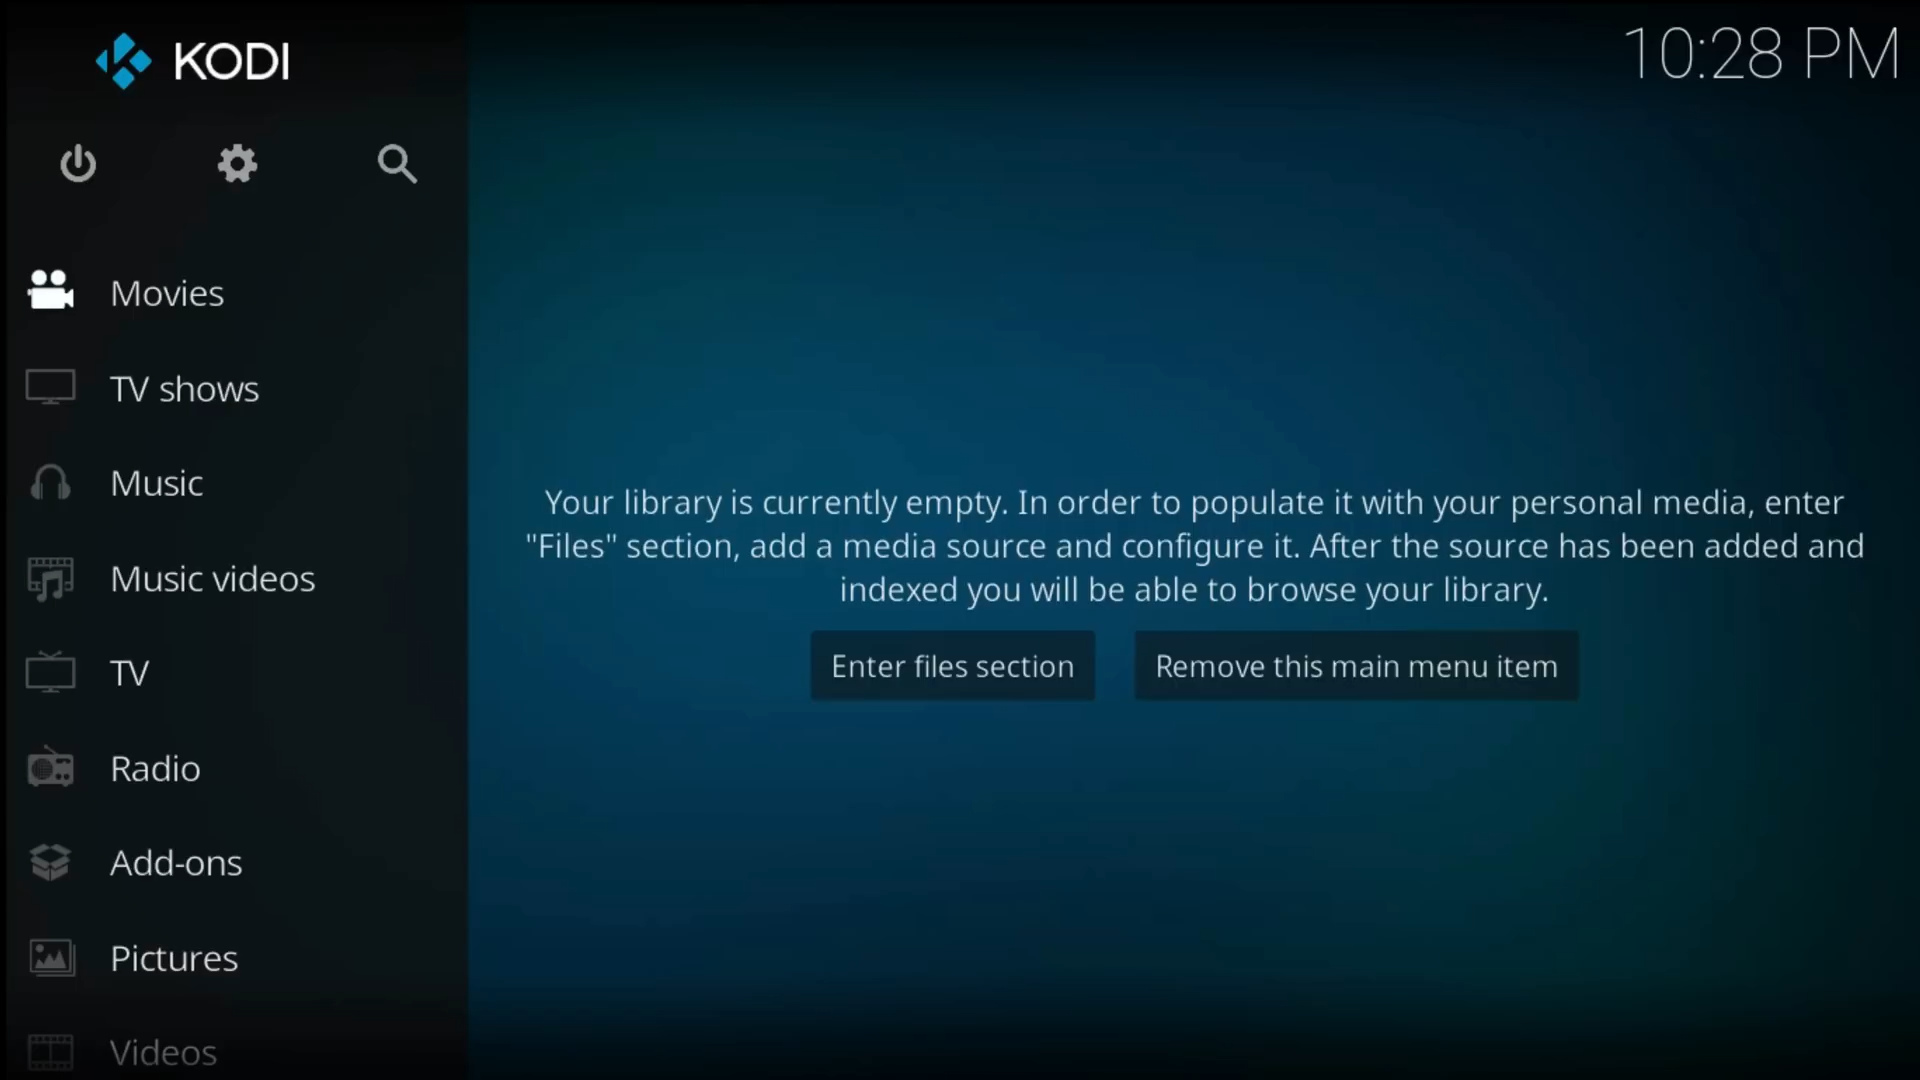 KODI
10:28 PM
Movies
TV shows
Music
Music videos
TV
Radio
Add-ons
Pictures
Videos
Your library is currently empty. In order to populate it with your personal media, enter
"Files" section, add a media source and configure it. After the source has been added and
indexed you will be able to browse your library.
Enter files section
Remove this main menu item